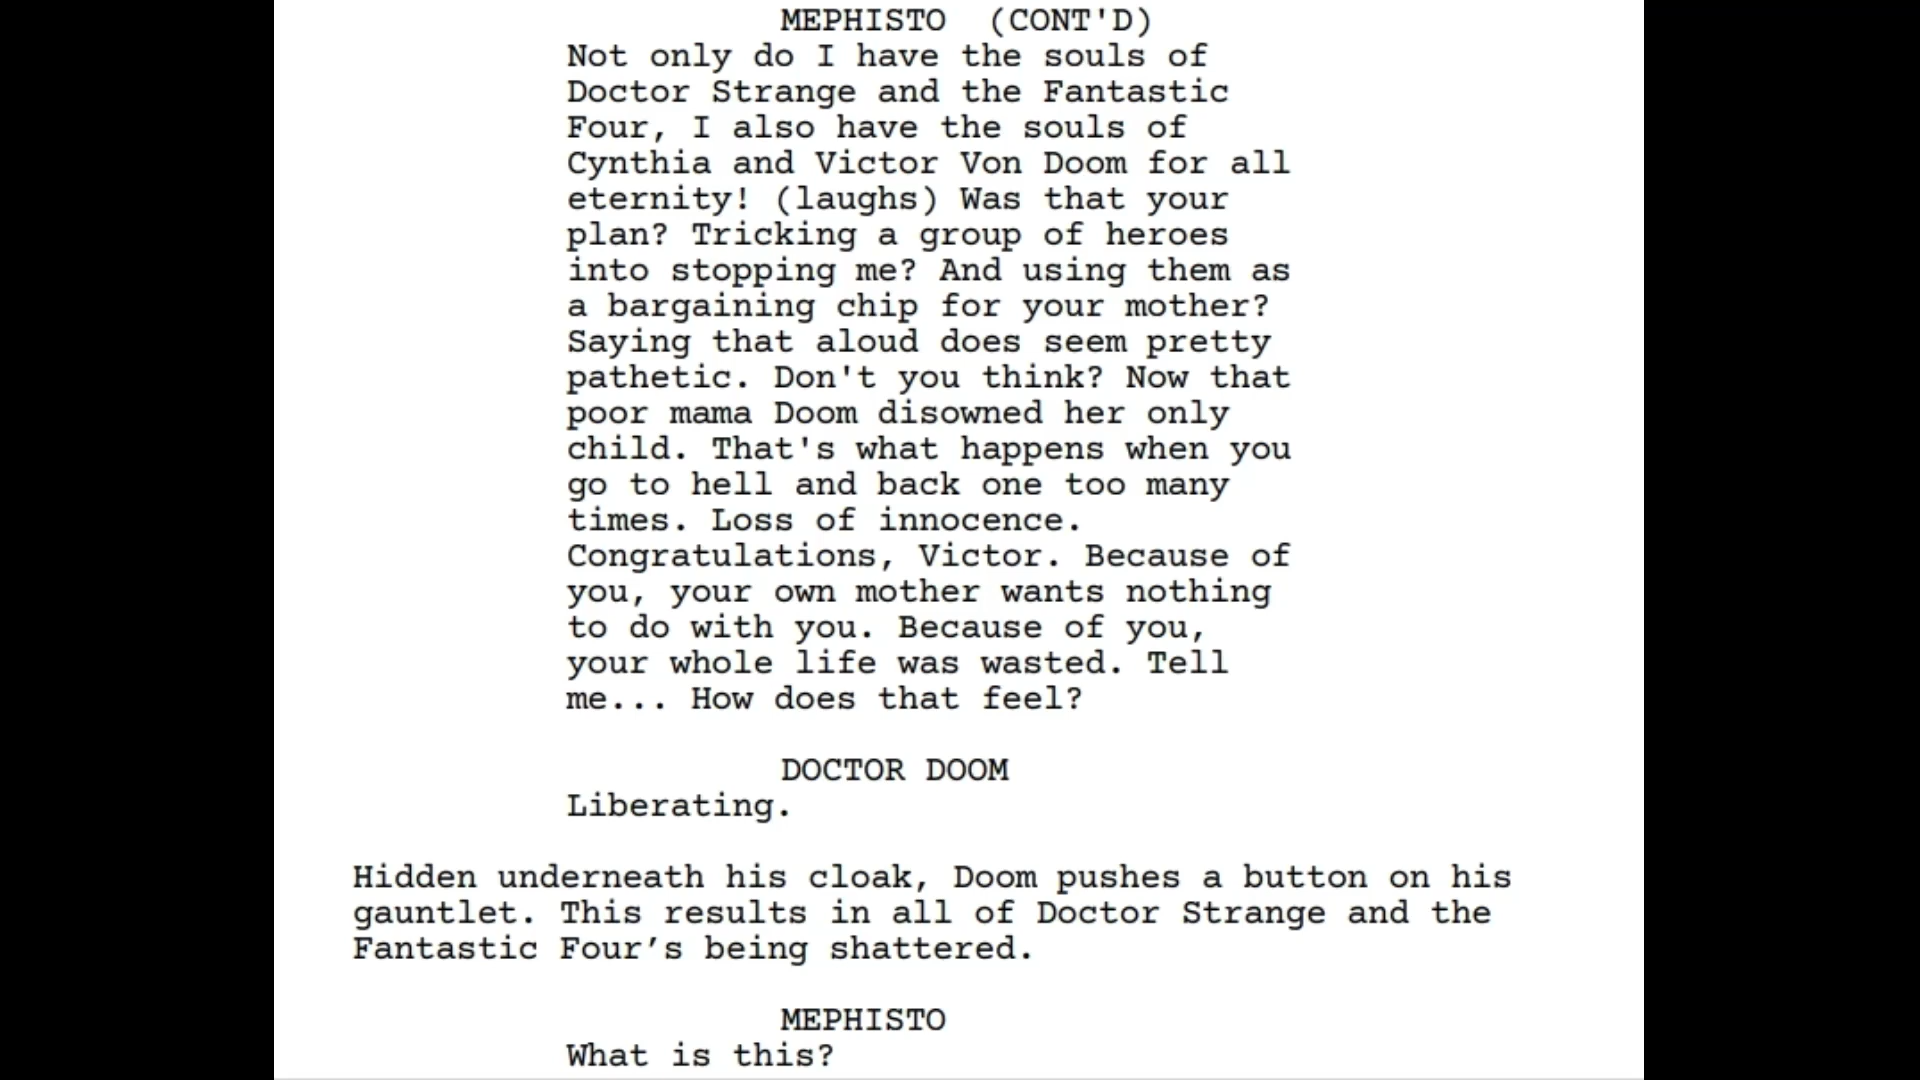 MEPHISTO (CONT'D)
Not only do I have the souls of
Doctor Strange and the Fantastic
Four, I also have the souls of
Cynthia and Victor Von Doom for all
eternity! (laughs) Was that your
plan? Tricking a group of heroes
into stopping me? And using them as
a bargaining chip for your mother?
Saying that aloud does seem pretty
pathetic. Don't you think? Now that
poor mama Doom disowned her only
child. That's what happens when you
go to hell and back one too many
times. Loss of innocence.
Congratulations, Victor. Because of
you, your own mother wants nothing
to do with you. Because of you,
your whole life was wasted. Tell
me... How does that feel?
DOCTOR DOOM
Liberating.
Hidden underneath his cloak, Doom pushes a button on his
gauntlet. This results in all of Doctor Strange and the
Fantastic Four’s being shattered.
MEPHISTO
What is this?